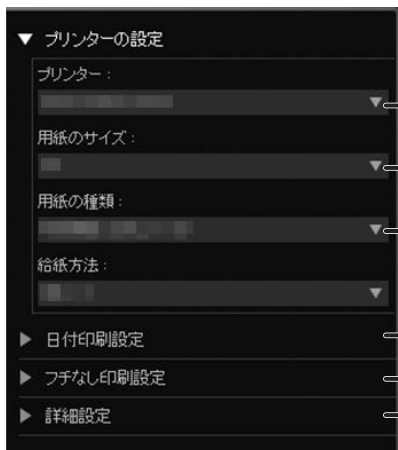 プリンターの設定
プリンター：
用紙のサイズ：
用紙の種類：
給紙方法：
日付印刷設定
フチなし印刷設定
詳細設定